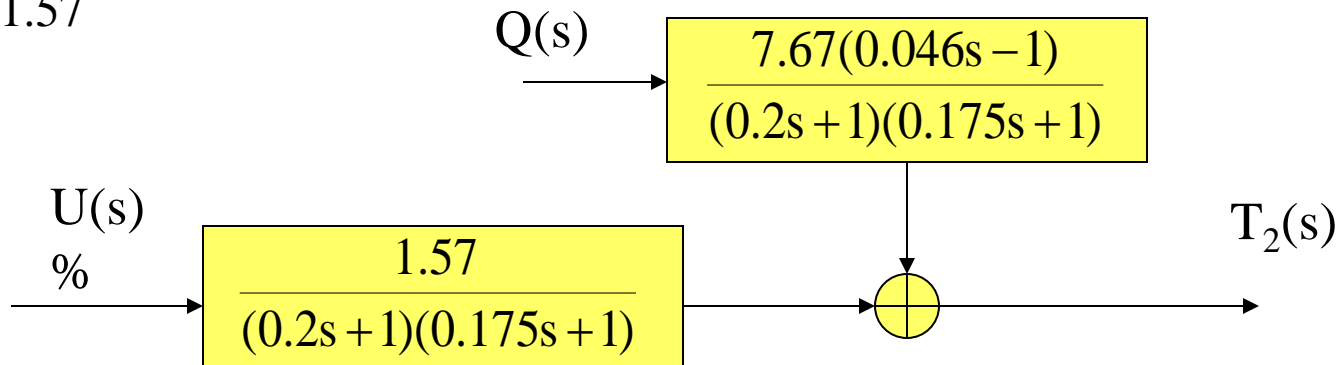 1.57
Q(s)
7.67(0.046s − 1)
(0.2s + 1)(0.175s + 1)
U(s)
%
1.57
(0.2s + 1)(0.175s + 1)
T₂(s)